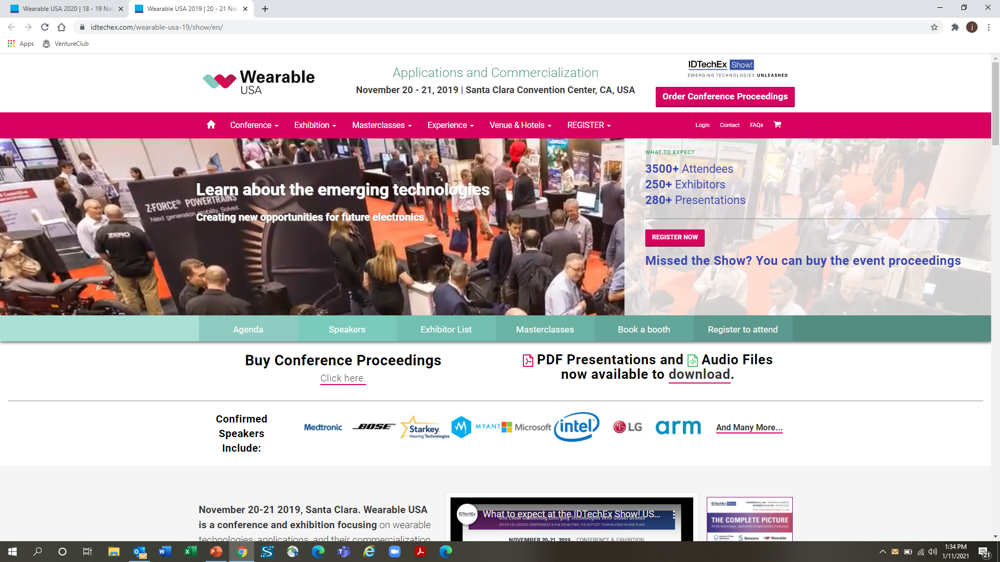 Wearable USA 2020 | 18 - 19 Nov
Wearable USA 2019 | 20 - 21 Nov
idtechex.com/wearable-usa-19/show/en/
j
Apps
VentureClub
Wearable
USA
Applications and Commercialization
November 20 - 21, 2019 | Santa Clara Convention Center, CA, USA
IDTechEx Show!
EMERGING TECHNOLOGIES UNLEASHED
Order Conference Proceedings
Conference
Exhibition
Masterclasses
Experience
Venue & Hotels
REGISTER
Login
Contact
FAQs
Z-FORCE® POWERTRAINS
Next generation mobility. Solved.
ZERO
Learn about the emerging technologies
Creating new opportunities for future electronics
WHAT TO EXPECT
3500+ Attendees
250+ Exhibitors
280+ Presentations
REGISTER NOW
Missed the Show? You can buy the event proceedings
Agenda
Speakers
Exhibitor List
Masterclasses
Book a booth
Register to attend
Buy Conference Proceedings
Click here.
PDF Presentations and Audio Files
now available to download.
Confirmed
Speakers
Include:
Medtronic
BOSE
Starkey
Hearing Technologies
MYANT
Microsoft
intel
LG
arm
And Many More...
November 20-21 2019, Santa Clara. Wearable USA
is a conference and exhibition focusing on wearable
technologies, applications, and their commercialization
IDTechEx
What to expect at the IDTechEx Show! US...
One Event Connecting Emerging Technologies With Global Brands
SEVEN CO-LOCATED CONFERENCES & ONE EXHIBITION: THE HOTTEST TECHNOLOGIES IN ONE PLACE
NOVEMBER 20-21, 2019 - CONFERENCE & EXHIBITION
IDTechEx Show!
THE COMPLETE PICTURE
All the technologies, applications & opportunities in one place
Internet of Things
Applications
Sensors
Wearable
1:34 PM
1/11/2021
21